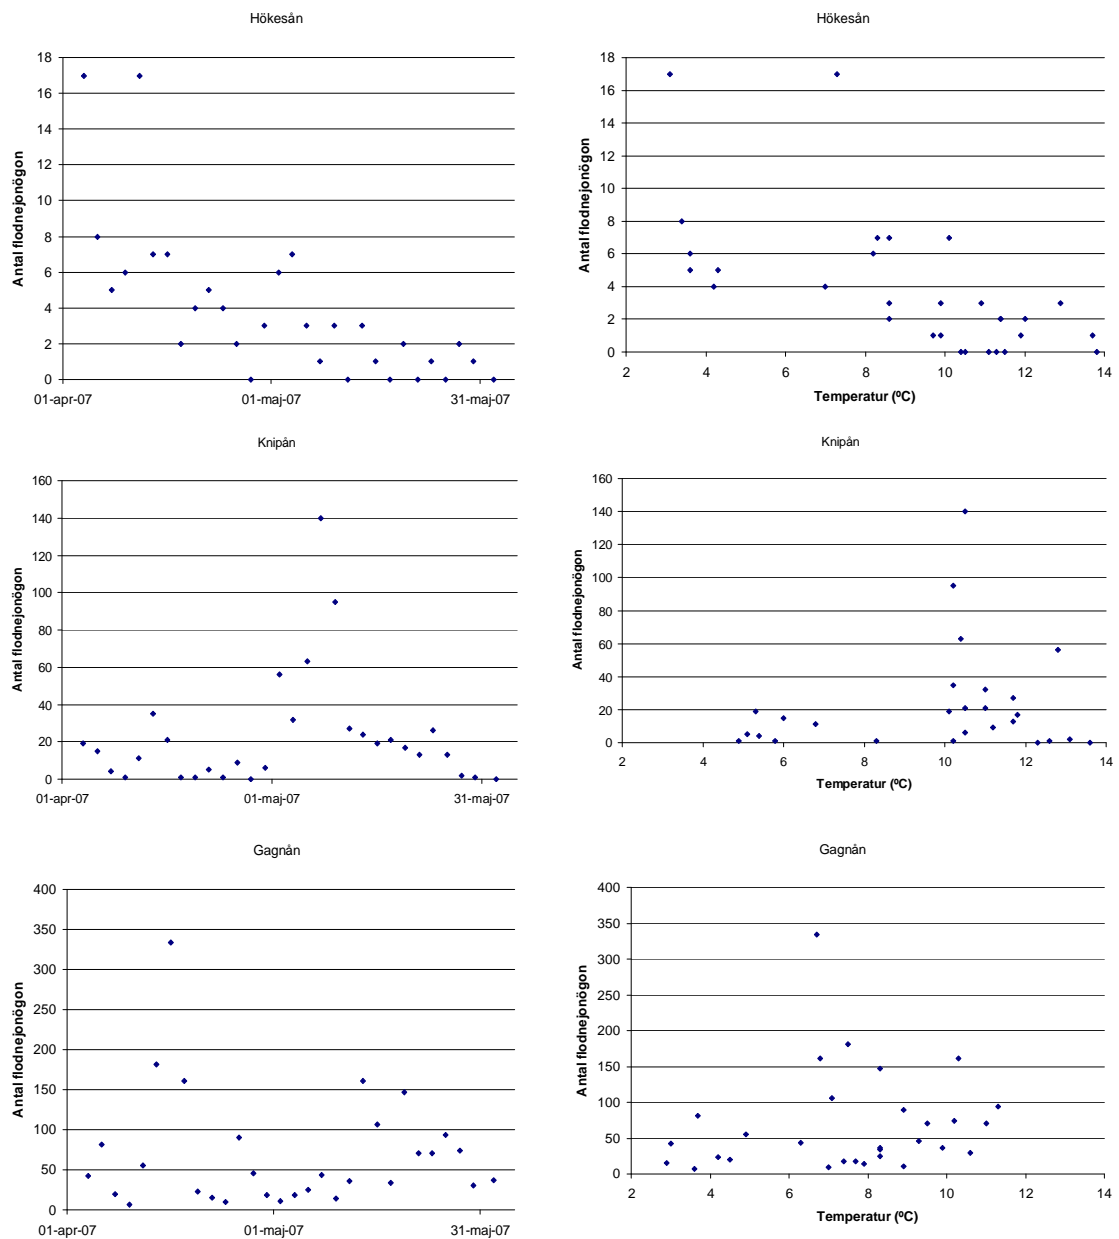 Hökesån
18
16
14
12
10
8
6
4
2
0
Antal flodnejonögon
01-apr-07 01-maj-07 31-maj-07
Hökesån
18
16
14
12
10
8
6
4
2
0
Antal flodnejonögon
2 4 6 8 10 12 14
Temperatur (ºC)
Knipån
160
140
120
100
80
60
40
20
0
Antal flodnejonögon
01-apr-07 01-maj-07 31-maj-07
Knipån
160
140
120
100
80
60
40
20
0
Antal flodnejonögon
2 4 6 8 10 12 14
Temperatur (ºC)
Gagnån
400
350
300
250
200
150
100
50
0
Antal flodnejonögon
01-apr-07 01-maj-07 31-maj-07
Gagnån
400
350
300
250
200
150
100
50
0
Antal flodnejonögon
2 4 6 8 10 12 14
Temperatur (ºC)